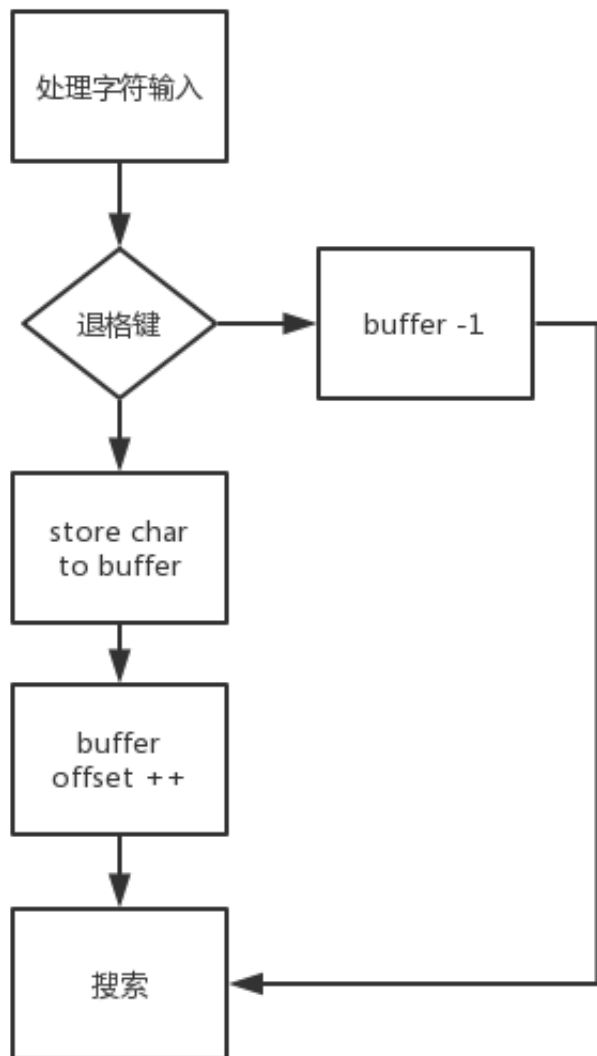 处理字符输入
退格键
buffer -1
store char
to buffer
buffer
offset ++
搜索